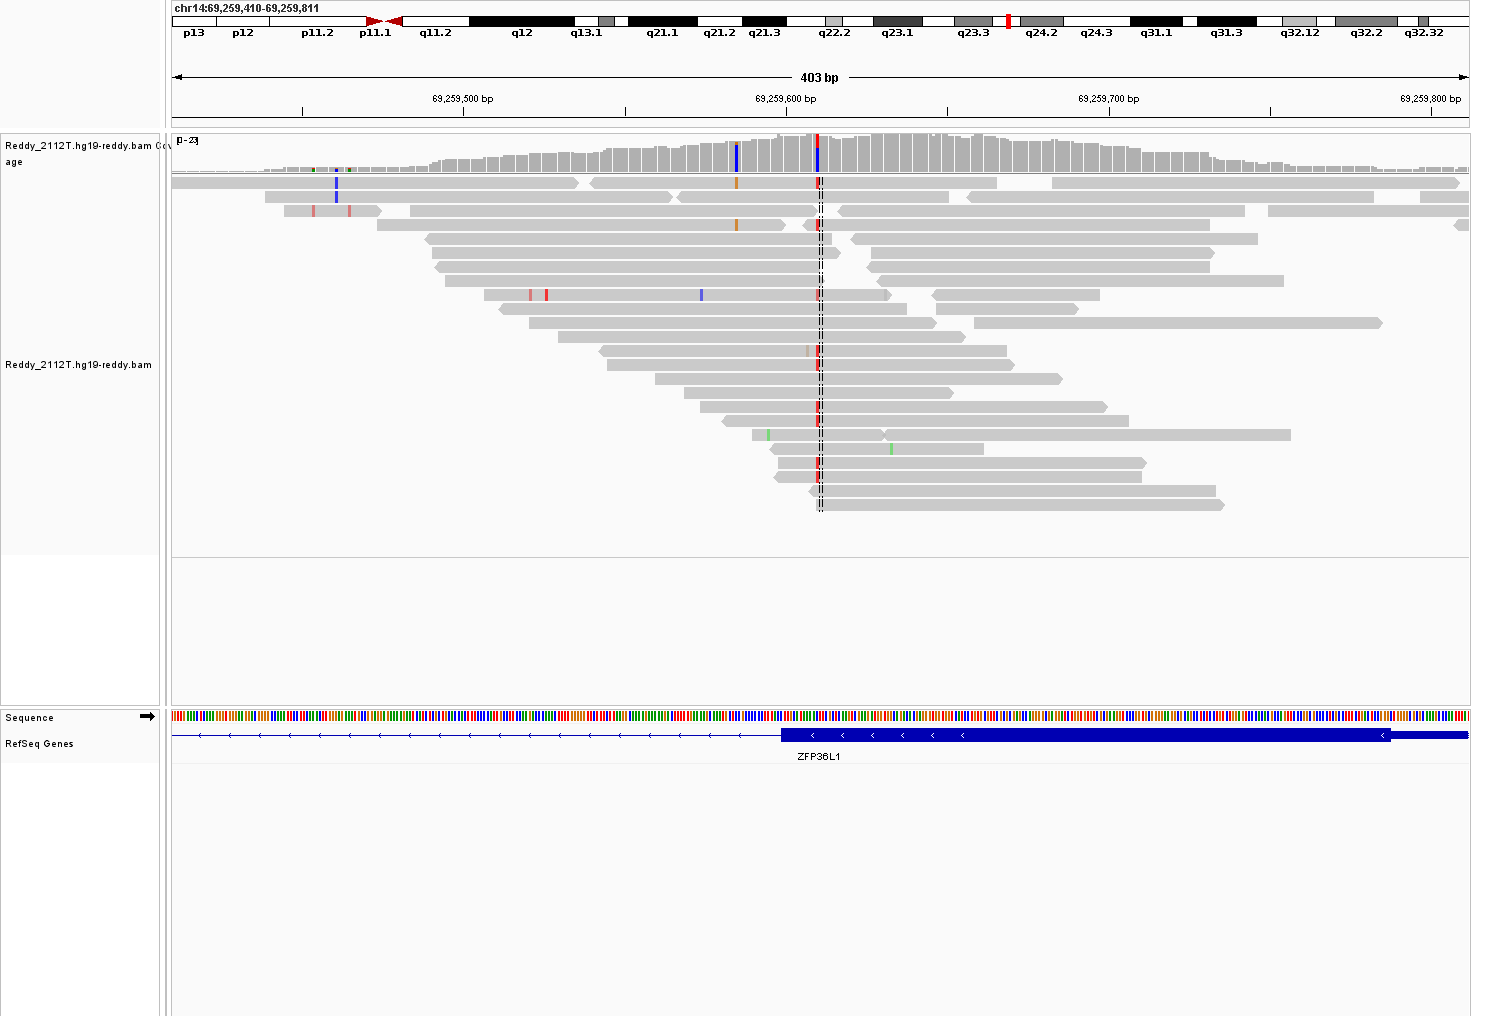 chr14:69,259,410-69,259,811
p13 p12 p11.2 p11.1 q11.2 q12 q13.1 q21.1 q21.2 q21.3 q22.2 q23.1 q23.3 q24.2 q24.3 q31.1 q31.3 q32.12 q32.2 q32.32
403 bp
69,259,500 bp 69,259,600 bp 69,259,700 bp 69,259,800 bp
Reddy_2112T.hg19-reddy.bam Cov
age
[0 - 23]
Reddy_2112T.hg19-reddy.bam
Sequence
RefSeq Genes
ZFP36L1